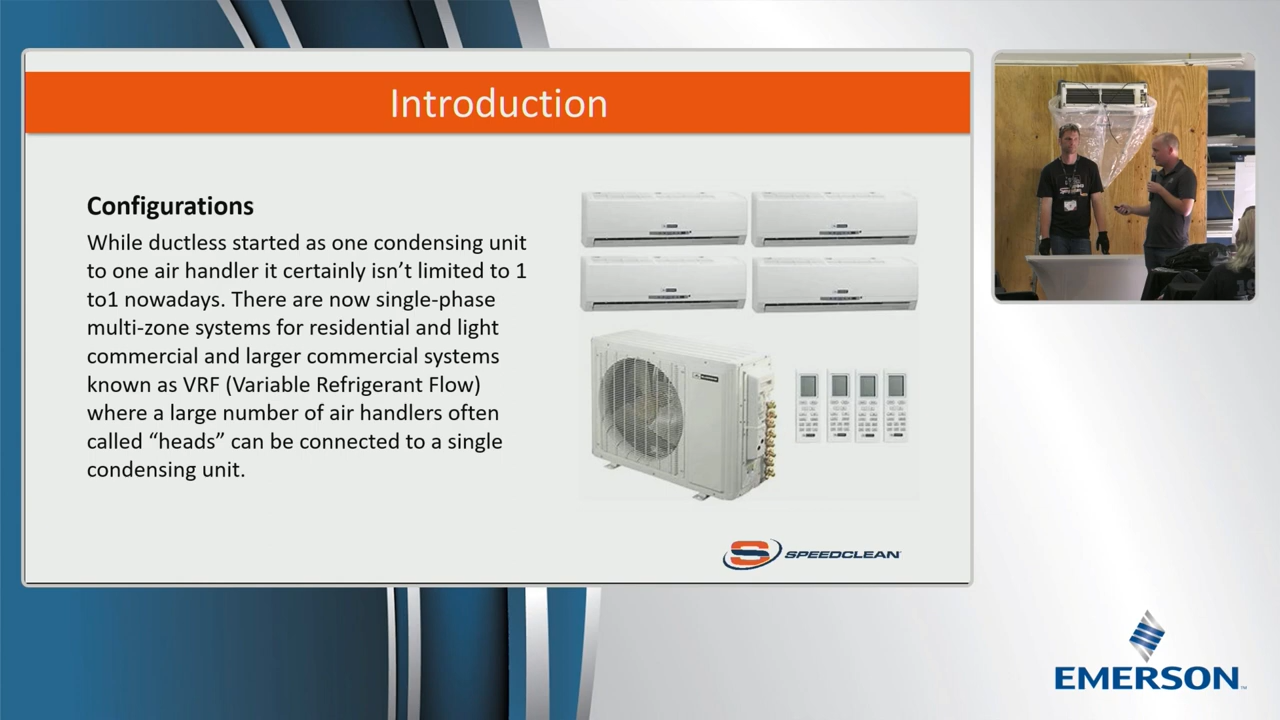 Introduction
Configurations
While ductless started as one condensing unit
to one air handler it certainly isn’t limited to 1
to1 nowadays. There are now single-phase
multi-zone systems for residential and light
commercial and larger commercial systems
known as VRF (Variable Refrigerant Flow)
where a large number of air handlers often
called “heads” can be connected to a single
condensing unit.
SPEEDCLEAN
EMERSON